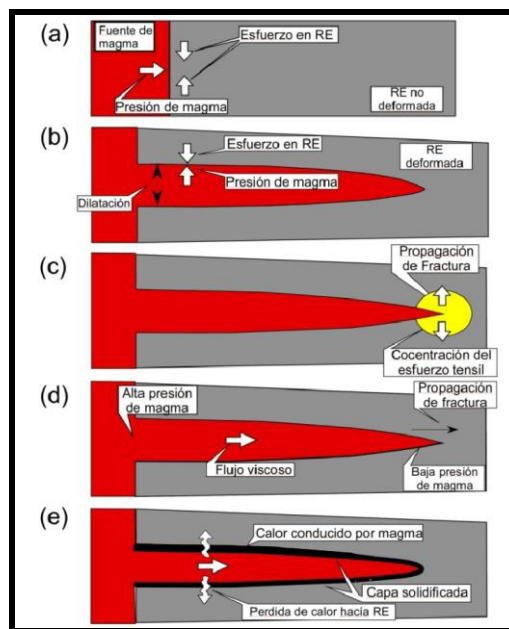 (a)
Fuente de
magma
Esfuerzo en RE
Presión de magma
RE no
deformada
(b)
Esfuerzo en RE
RE
deformada
Presión de magma
Dilatación
(c)
Propagación
de Fractura
Cocentración del
esfuerzo tensil
(d)
Alta presión
de magma
Propagación
de fractura
Flujo viscoso
Baja presión
de magma
(e)
Calor conducido por magma
Capa solidificada
Perdida de calor hacía RE